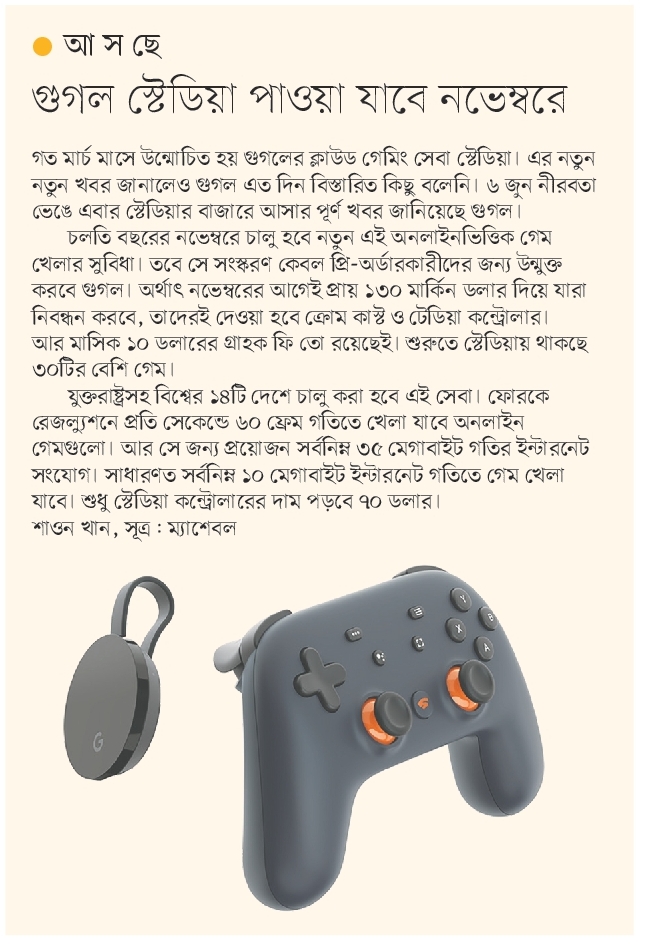 আ স ছে
গুগল স্টেডিয়া পাওয়া যাবে নভেম্বরে
গত মার্চ মাসে উন্মোচিত হয় গুগলের ক্লাউড গেমিং সেবা স্টেডিয়া। এর নতুন
নতুন খবর জানালেও গুগল এত দিন বিস্তারিত কিছু বলেনি। ৬ জুন নীরবতা
ভেঙে এবার স্টেডিয়ার বাজারে আসার পূর্ণ খবর জানিয়েছে গুগল।
চলতি বছরের নভেম্বরে চালু হবে নতুন এই অনলাইনভিত্তিক গেম
খেলার সুবিধা। তবে সে সংস্করণ কেবল প্রি-অর্ডারকারীদের জন্য উন্মুক্ত
করবে গুগল। অর্থাৎ নভেম্বরের আগেই প্রায় ১৩০ মার্কিন ডলার দিয়ে যারা
নিবন্ধন করবে, তাদেরই দেওয়া হবে ক্রোম কাস্ট ও টেডিয়া কন্ট্রোলার।
আর মাসিক ১০ ডলারের গ্রাহক ফি তো রয়েছেই। শুরুতে স্টেডিয়ায় থাকছে
৩০টির বেশি গেম।
যুক্তরাষ্ট্রসহ বিশ্বের ১৪টি দেশে চালু করা হবে এই সেবা। ফোরকে
রেজল্যুশনে প্রতি সেকেন্ডে ৬০ ফ্রেম গতিতে খেলা যাবে অনলাইন
গেমগুলো। আর সে জন্য প্রয়োজন সর্বনিম্ন ৩৫ মেগাবাইট গতির ইন্টারনেট
সংযোগ। সাধারণত সর্বনিম্ন ১০ মেগাবাইট ইন্টারনেট গতিতে গেম খেলা
যাবে। শুধু স্টেডিয়া কন্ট্রোলারের দাম পড়বে ৭০ ডলার।
শাওন খান, সূত্র : ম্যাশেবল
Y
B
X
A
G